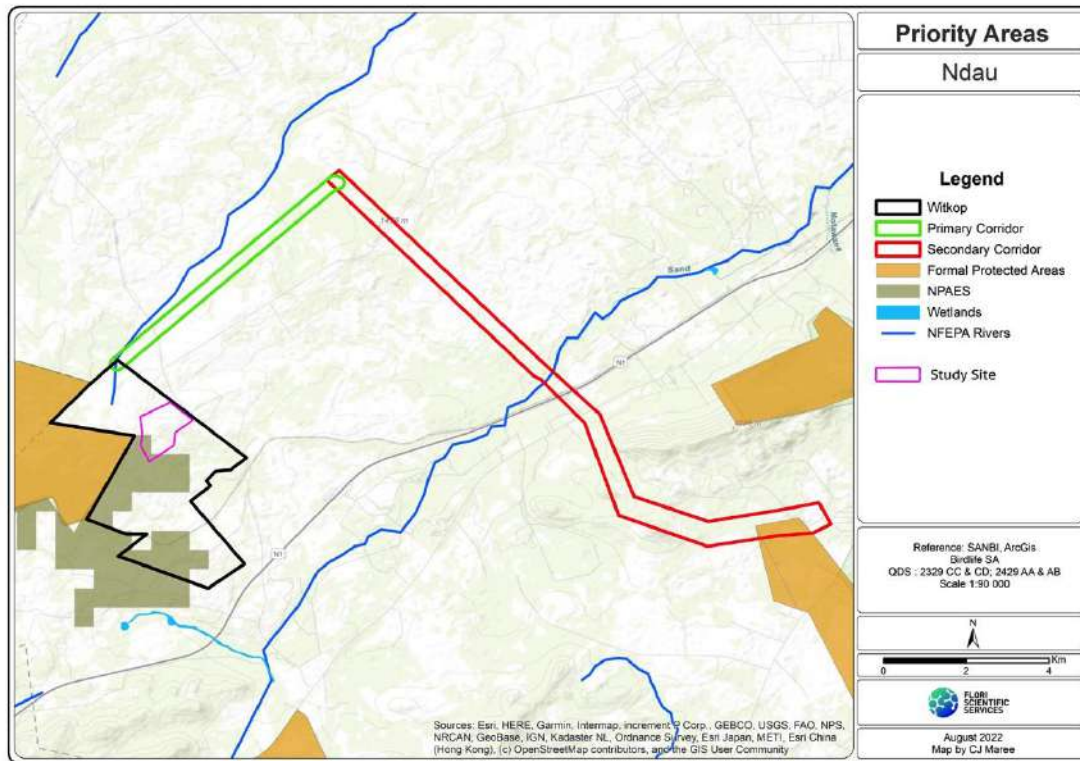 Priority Areas
Ndau
Legend
Witkop
Primary Corridor
Secondary Corridor
Formal Protected Areas
NPAES
Wetlands
NFEPA Rivers
Study Site
Reference: SANBI, ArcGis
Birdlife SA
QDS : 2329 CC & CD; 2429 AA & AB
Scale 1:90 000
N
Km
0 2 4
FLORI
SCIENTIFIC
SERVICES
August 2022
Map by CJ Maree
Sand
N1
N1
Sources: Esri, HERE, Garmin, Intermap, increment P Corp., GEBCO, USGS, FAO, NPS,
NRCAN, GeoBase, IGN, Kadaster NL, Ordnance Survey, Esri Japan, METI, Esri China
(Hong Kong), (c) OpenStreetMap contributors, and the GIS User Community